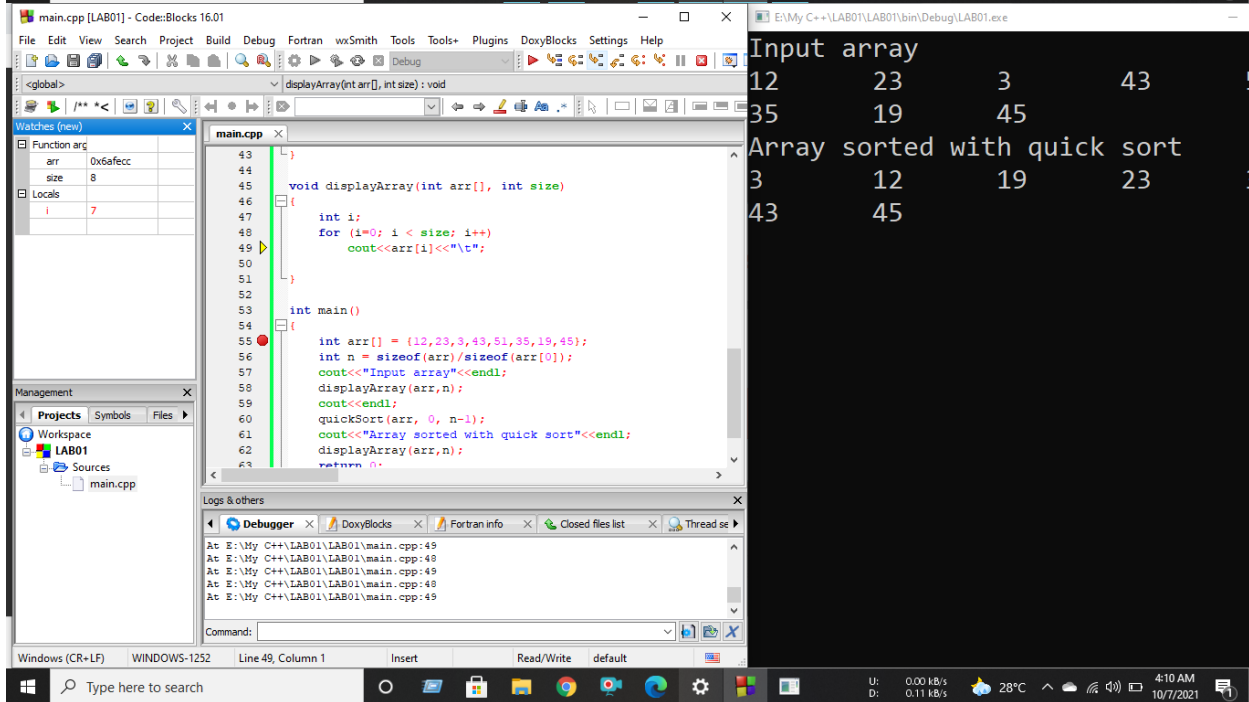 main.cpp [LAB01] - Code::Blocks 16.01
File Edit View Search Project Build Debug Fortran wxSmith Tools Tools+ Plugins DoxyBlocks Settings Help
Debug
<global>
displayArray(int arr[], int size) : void
/** *<
.*
Watches (new)
Function arg
arr 0x6afecc
size 8
Locals
i 7
Management
Projects Symbols Files
Workspace
LAB01
Sources
main.cpp
main.cpp
43 }
44
45 void displayArray(int arr[], int size)
46 {
47 int i;
48 for (i=0; i < size; i++)
49 cout<<arr[i]<<"\t";
50
51 }
52
53 int main()
54 {
55 int arr[] = {12,23,3,43,51,35,19,45};
56 int n = sizeof(arr)/sizeof(arr[0]);
57 cout<<"Input array"<<endl;
58 displayArray(arr,n);
59 cout<<endl;
60 quickSort(arr, 0, n-1);
61 cout<<"Array sorted with quick sort"<<endl;
62 displayArray(arr,n);
63 return 0;
Logs & others
Debugger DoxyBlocks Fortran info Closed files list Thread se
At E:\My C++\LAB01\LAB01\main.cpp:49
At E:\My C++\LAB01\LAB01\main.cpp:48
At E:\My C++\LAB01\LAB01\main.cpp:49
At E:\My C++\LAB01\LAB01\main.cpp:48
At E:\My C++\LAB01\LAB01\main.cpp:49
Command:
Windows (CR+LF) WINDOWS-1252 Line 49, Column 1 Insert Read/Write default
E:\My C++\LAB01\LAB01\bin\Debug\LAB01.exe
Input array
12 23 3 43
35 19 45
Array sorted with quick sort
3 12 19 23
43 45
Type here to search
U: 0.00 kB/s
D: 0.11 kB/s
28°C
4:10 AM
10/7/2021
1